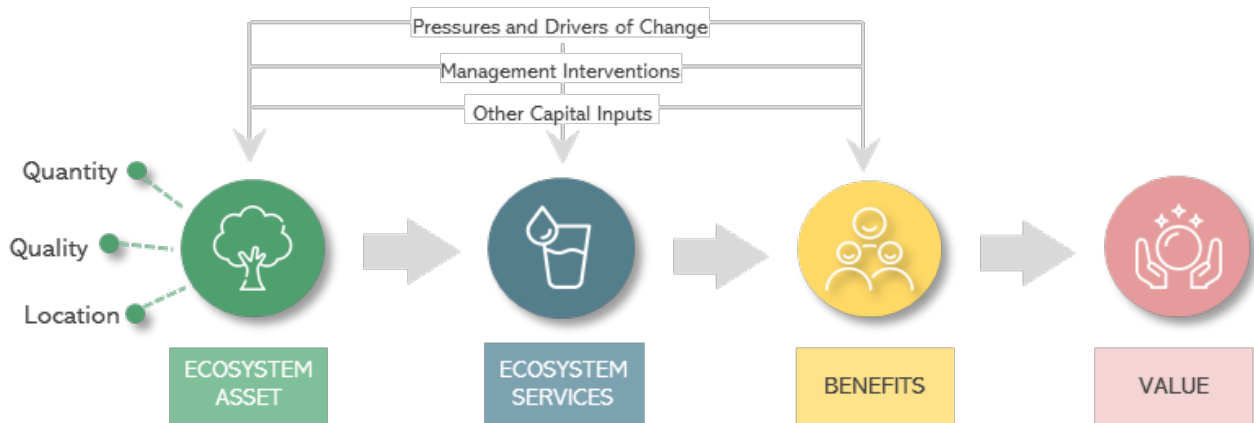 Pressures and Drivers of Change
Management Interventions
Other Capital Inputs
Quantity
Quality
Location
ECOSYSTEM
ASSET
ECOSYSTEM
SERVICES
BENEFITS
VALUE